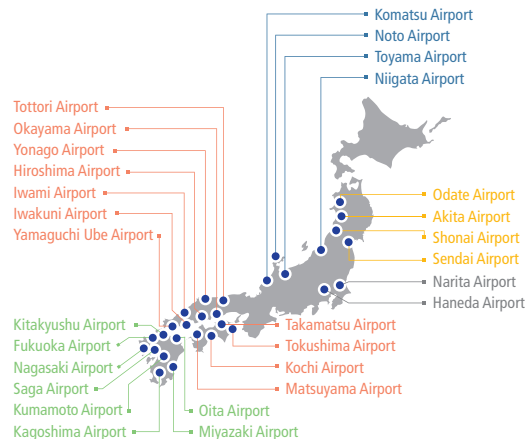 Komatsu Airport
Noto Airport
Toyama Airport
Niigata Airport
Tottori Airport
Okayama Airport
Yonago Airport
Hiroshima Airport
Iwami Airport
Iwakuni Airport
Yamaguchi Ube Airport
Odate Airport
Akita Airport
Shonai Airport
Sendai Airport
Narita Airport
Haneda Airport
Kitakyushu Airport
Fukuoka Airport
Nagasaki Airport
Saga Airport
Kumamoto Airport
Kagoshima Airport
Takamatsu Airport
Tokushima Airport
Kochi Airport
Matsuyama Airport
Oita Airport
Miyazaki Airport